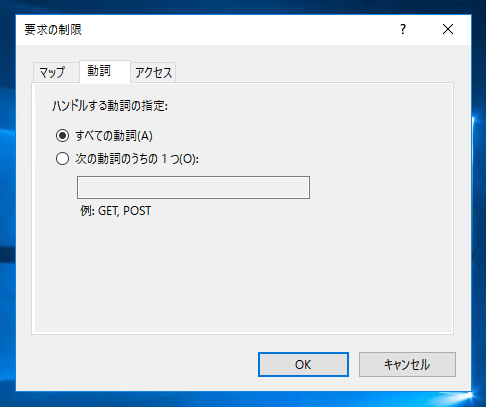 要求の制限
?
マップ 動詞 アクセス
ハンドルする動詞の指定:
すべての動詞(A)
次の動詞のうちの 1 つ(O):
例: GET, POST
OK キャンセル